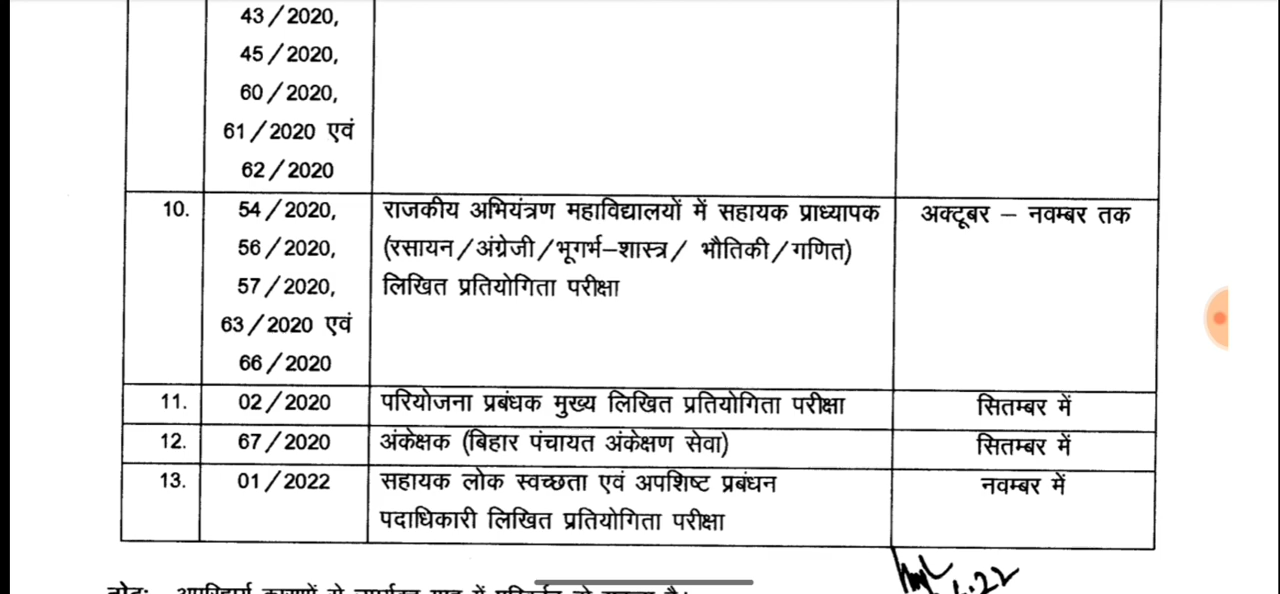 43/2020,
45/2020,
60/2020,
61/2020 एवं
62/2020
10. 54/2020, राजकीय अभियंत्रण महाविद्यालयों में सहायक प्राध्यापक अक्टूबर – नवम्बर तक
56/2020, (रसायन/अंग्रेजी/भूगर्भ–शास्त्र/ भौतिकी/गणित)
57/2020, लिखित प्रतियोगिता परीक्षा
63/2020 एवं
66/2020
11. 02/2020 परियोजना प्रबंधक मुख्य लिखित प्रतियोगिता परीक्षा सितम्बर में
12. 67/2020 अंकेक्षक (बिहार पंचायत अंकेक्षण सेवा) सितम्बर में
13. 01/2022 सहायक लोक स्वच्छता एवं अपशिष्ट प्रबंधन नवम्बर में
पदाधिकारी लिखित प्रतियोगिता परीक्षा